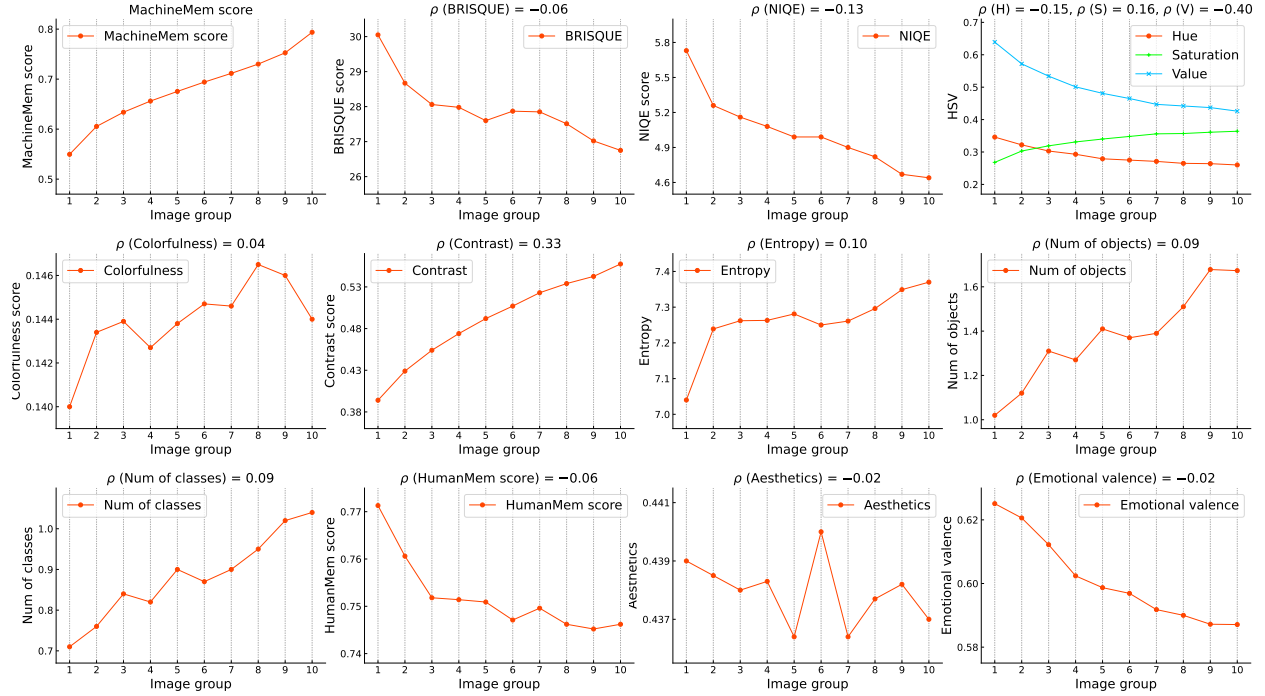 MachineMem score
MachineMem score
MachineMem score
0.8
0.7
0.6
0.5
1 2 3 4 5 6 7 8 9 10
Image group
ρ (BRISQUE) = −0.06
BRISQUE
BRISQUE score
30
29
28
27
26
1 2 3 4 5 6 7 8 9 10
Image group
ρ (NIQE) = −0.13
NIQE
NIQE score
5.8
5.5
5.2
4.9
4.6
1 2 3 4 5 6 7 8 9 10
Image group
ρ (H) = −0.15, ρ (S) = 0.16, ρ (V) = −0.40
Hue
Saturation
Value
HSV
0.7
0.6
0.5
0.4
0.3
0.2
1 2 3 4 5 6 7 8 9 10
Image group
ρ (Colorfulness) = 0.04
Colorfulness
Colorfulness score
0.146
0.144
0.142
0.140
1 2 3 4 5 6 7 8 9 10
Image group
ρ (Contrast) = 0.33
Contrast
Contrast score
0.53
0.48
0.43
0.38
1 2 3 4 5 6 7 8 9 10
Image group
ρ (Entropy) = 0.10
Entropy
Entropy
7.4
7.3
7.2
7.1
7.0
1 2 3 4 5 6 7 8 9 10
Image group
ρ (Num of objects) = 0.09
Num of objects
Num of objects
1.6
1.4
1.2
1.0
1 2 3 4 5 6 7 8 9 10
Image group
ρ (Num of classes) = 0.09
Num of classes
Num of classes
1.0
0.9
0.8
0.7
1 2 3 4 5 6 7 8 9 10
Image group
ρ (HumanMem score) = −0.06
HumanMem score
HumanMem score
0.77
0.76
0.75
0.74
1 2 3 4 5 6 7 8 9 10
Image group
ρ (Aesthetics) = −0.02
Aesthetics
Aesthetics
0.441
0.439
0.437
1 2 3 4 5 6 7 8 9 10
Image group
ρ (Emotional valence) = −0.02
Emotional valence
Emotional valence
0.62
0.60
0.58
1 2 3 4 5 6 7 8 9 10
Image group